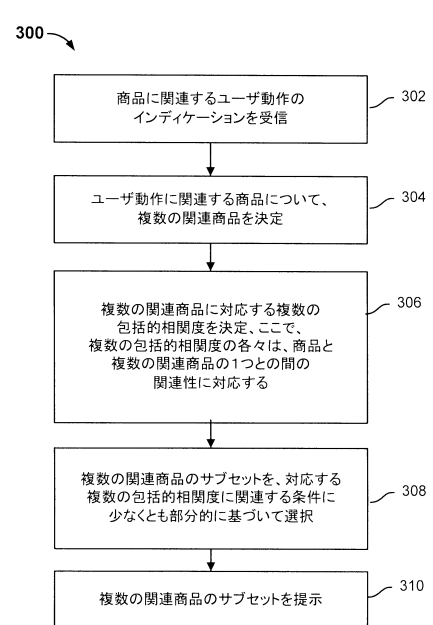 300
商品に関連するユーザ動作の
インディケーションを受信
302
ユーザ動作に関連する商品について、
複数の関連商品を決定
304
複数の関連商品に対応する複数の
包括的相関度を決定、ここで、
複数の包括的相関度の各々は、商品と
複数の関連商品の1つとの間の
関連性に対応する
306
複数の関連商品のサブセットを、対応する
複数の包括的相関度に関連する条件に
少なくとも部分的に基づいて選択
308
複数の関連商品のサブセットを提示
310